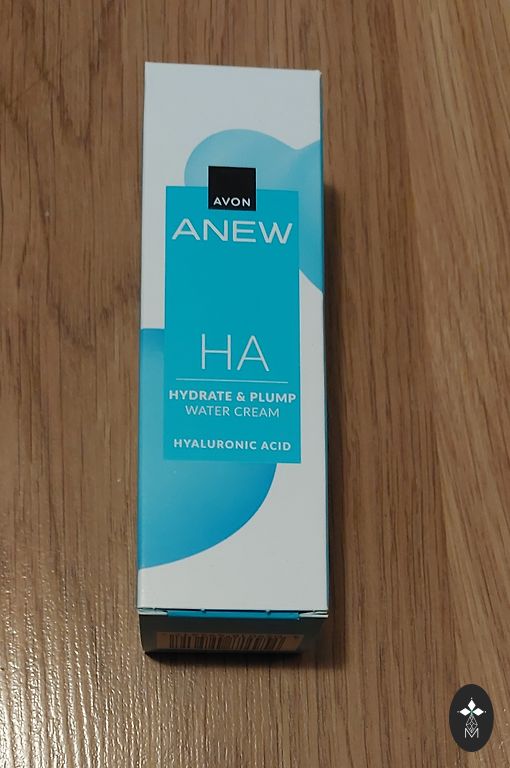 AVON
ANEW
HA
HYDRATE & PLUMP
WATER CREAM
HYALURONIC ACID
M